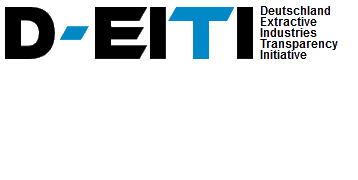 D-EITI
Deutschland
Extractive
Industries
Transparency
Initiative